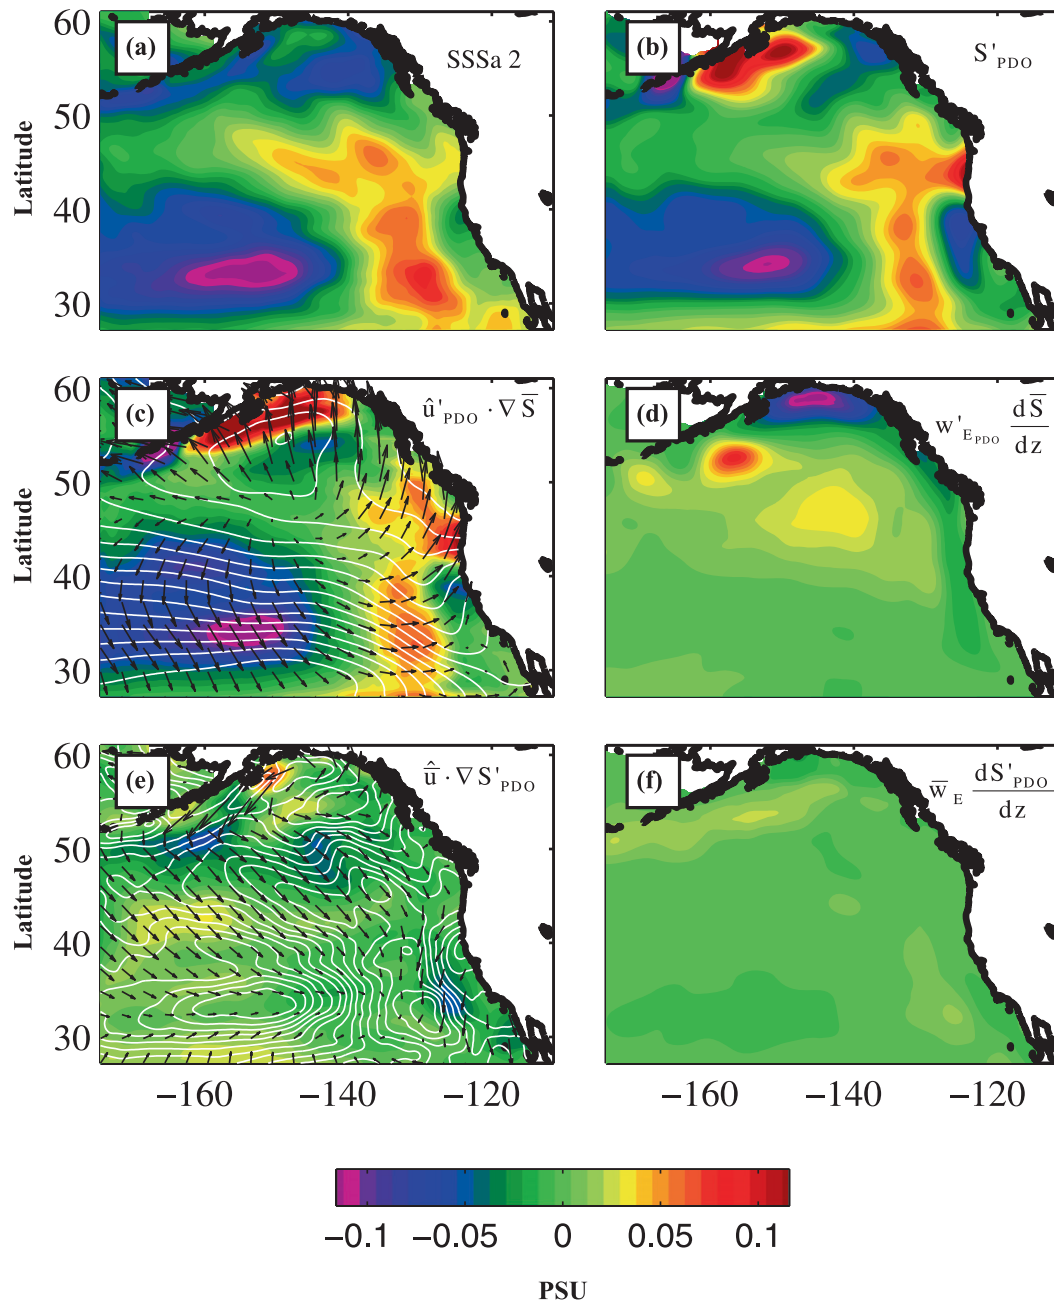 60
50
40
30
Latitude
(a)
SSSa 2
(b)
S'PDO
60
50
40
30
Latitude
(c)
û'PDO · ∇ S̅
(d)
w'EPDO dS̅/dz
60
50
40
30
Latitude
(e)
û̅ · ∇ S'PDO
(f)
w̅E dS'PDO/dz
−160 −140 −120
−160 −140 −120
−0.1 −0.05 0 0.05 0.1
PSU